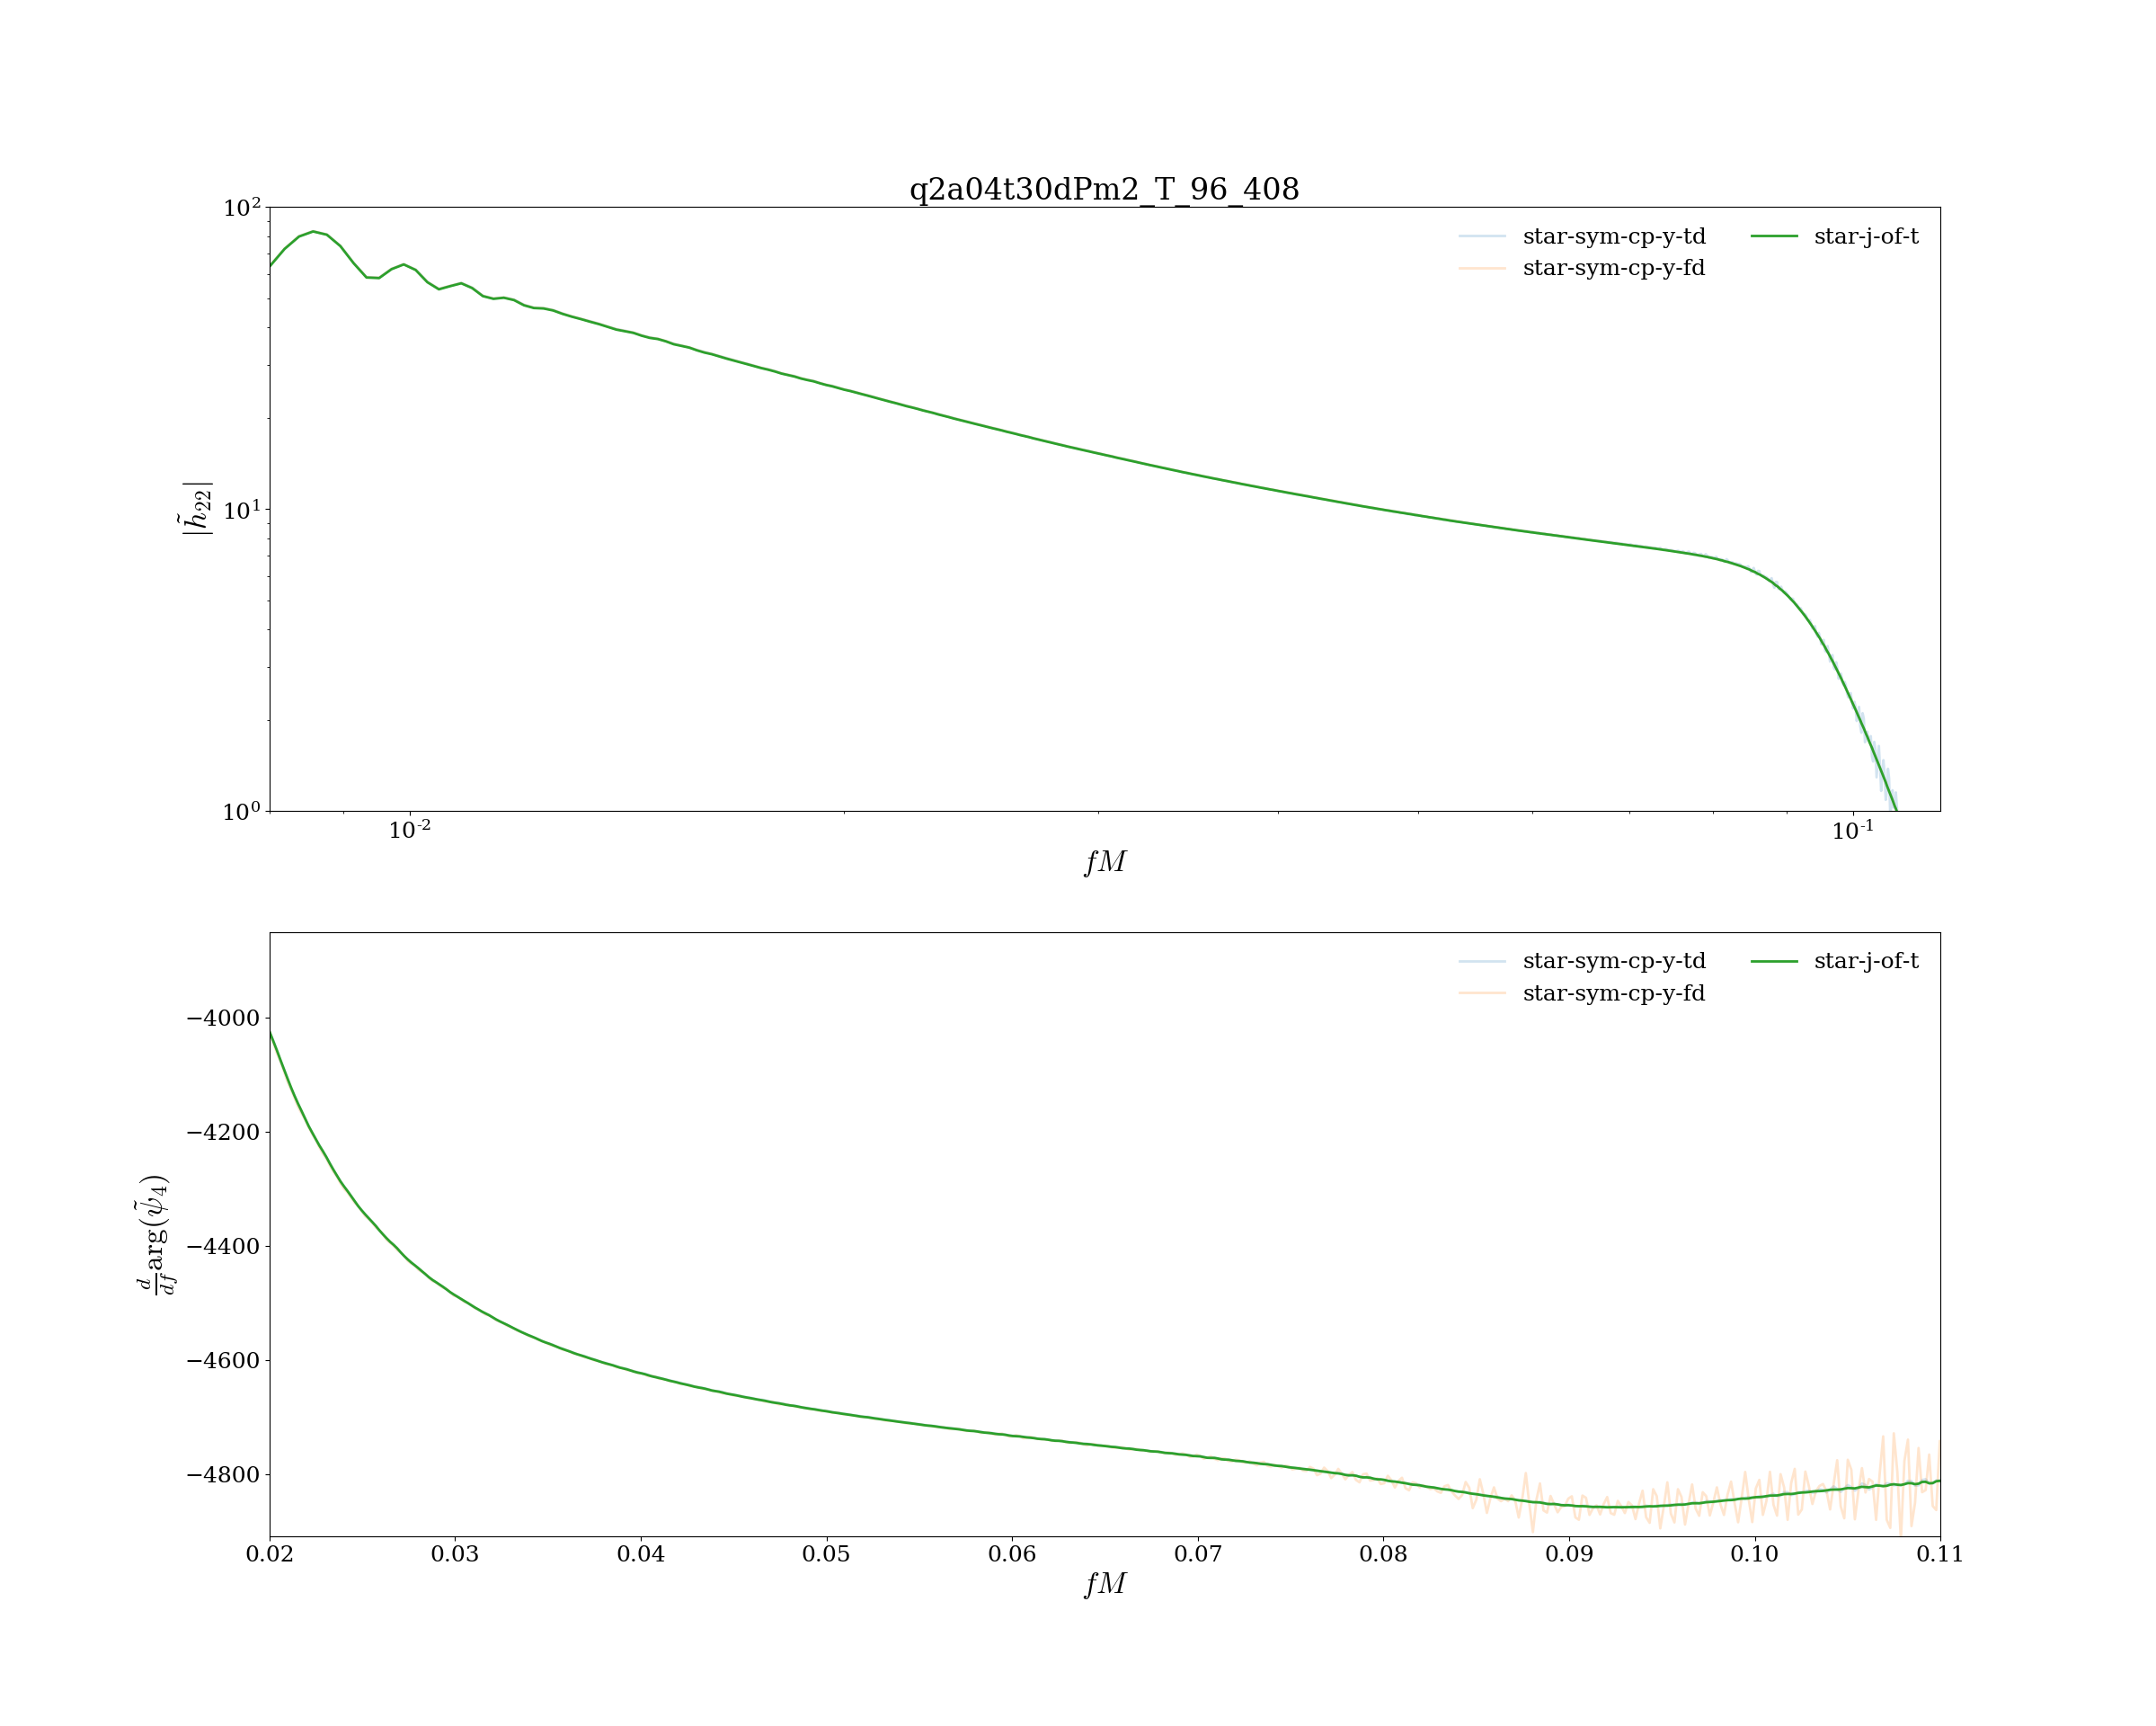 q2a04t30dPm2_T_96_408
10²
10¹
10⁰
|h̃₂₂|
star-sym-cp-y-td
star-sym-cp-y-fd
star-j-of-t
10⁻²
10⁻¹
fM
−4000
−4200
−4400
−4600
−4800
d/df arg(ψ̃₄)
star-sym-cp-y-td
star-sym-cp-y-fd
star-j-of-t
0.02 0.03 0.04 0.05 0.06 0.07 0.08 0.09 0.10 0.11
fM